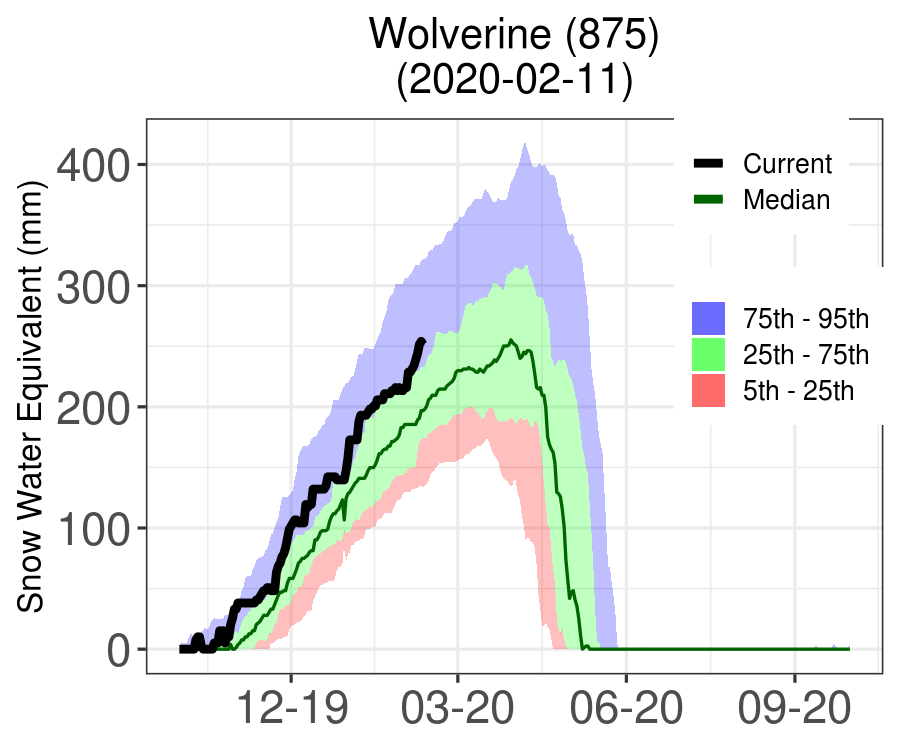 Wolverine (875)
(2020-02-11)
Snow Water Equivalent (mm)
400
300
200
100
0
12-19
03-20
06-20
09-20
Current
Median
75th - 95th
25th - 75th
5th - 25th